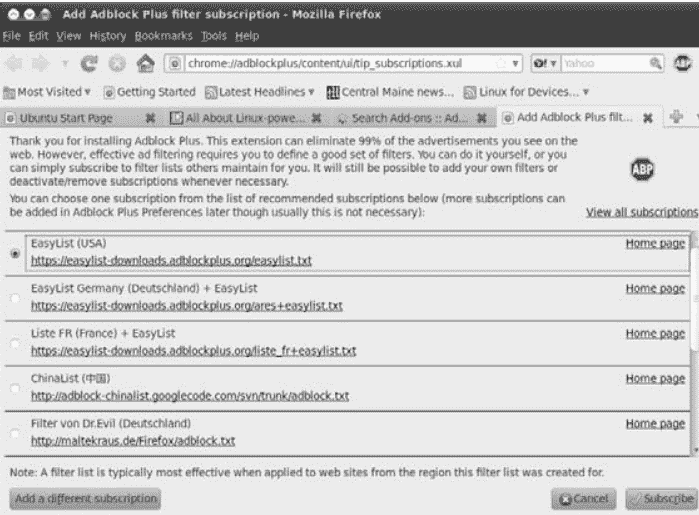 Add Adblock Plus filter subscription - Mozilla Firefox
File Edit View History Bookmarks Tools Help
chrome://adblockplus/content/ui/tip_subscriptions.xul
Yahoo
Most Visited Getting Started Latest Headlines Central Maine news... Linux for Devices...
Ubuntu Start Page All About Linux-powe... Search Add-ons :: Ad... Add Adblock Plus filt...
Thank you for installing Adblock Plus. This extension can eliminate 99% of the advertisements you see on the
web. However, effective ad filtering requires you to define a good set of filters. You can do it yourself, or you
can simply subscribe to filter lists others maintain for you. It will still be possible to add your own filters or
deactivate/remove subscriptions whenever necessary.
ABP
You can choose one subscription from the list of recommended subscriptions below (more subscriptions can
be added in Adblock Plus Preferences later though usually this is not necessary):
View all subscriptions
EasyList (USA) Home page
https://easylist-downloads.adblockplus.org/easylist.txt
EasyList Germany (Deutschland) + EasyList Home page
https://easylist-downloads.adblockplus.org/ares+easylist.txt
Liste FR (France) + EasyList Home page
https://easylist-downloads.adblockplus.org/liste_fr+easylist.txt
ChinaList (中国) Home page
http://adblock-chinalist.googlecode.com/svn/trunk/adblock.txt
Filter von Dr.Evil (Deutschland) Home page
http://maltekraus.de/Firefox/adblock.txt
Note: A filter list is typically most effective when applied to web sites from the region this filter list was created for.
Add a different subscription Cancel Subscribe